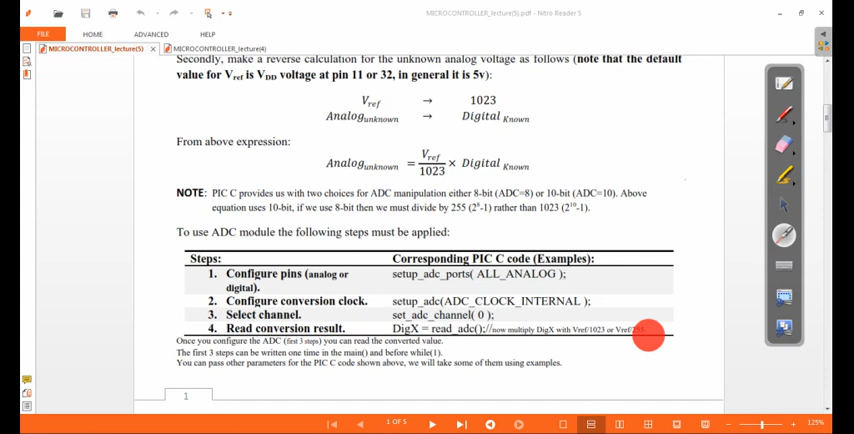 MICROCONTROLLER_lecture(5).pdf - Nitro Reader 5
FILE HOME ADVANCED HELP
MICROCONTROLLER_lecture(5) × MICROCONTROLLER_lecture(4)
Secondly, make a reverse calculation for the unknown analog voltage as follows (note that the default
value for Vref is VDD voltage at pin 11 or 32, in general it is 5v):
Vref → 1023
Analogunknown → Digital Known
From above expression:
Analogunknown = Vref/1023 × Digital Known
NOTE: PIC C provides us with two choices for ADC manipulation either 8-bit (ADC=8) or 10-bit (ADC=10). Above
equation uses 10-bit, if we use 8-bit then we must divide by 255 (2⁸-1) rather than 1023 (2¹⁰-1).
To use ADC module the following steps must be applied:
Steps: Corresponding PIC C code (Examples):
1. Configure pins (analog or setup_adc_ports( ALL_ANALOG );
digital).
2. Configure conversion clock. setup_adc(ADC_CLOCK_INTERNAL );
3. Select channel. set_adc_channel( 0 );
4. Read conversion result. DigX = read_adc();//now multiply DigX with Vref/1023 or
Once you configure the ADC (first 3 steps) you can read the converted value.
The first 3 steps can be written one time in the main() and before while(1).
You can pass other parameters for the PIC C code shown above, we will take some of them using examples.
1
1 OF 5
125%